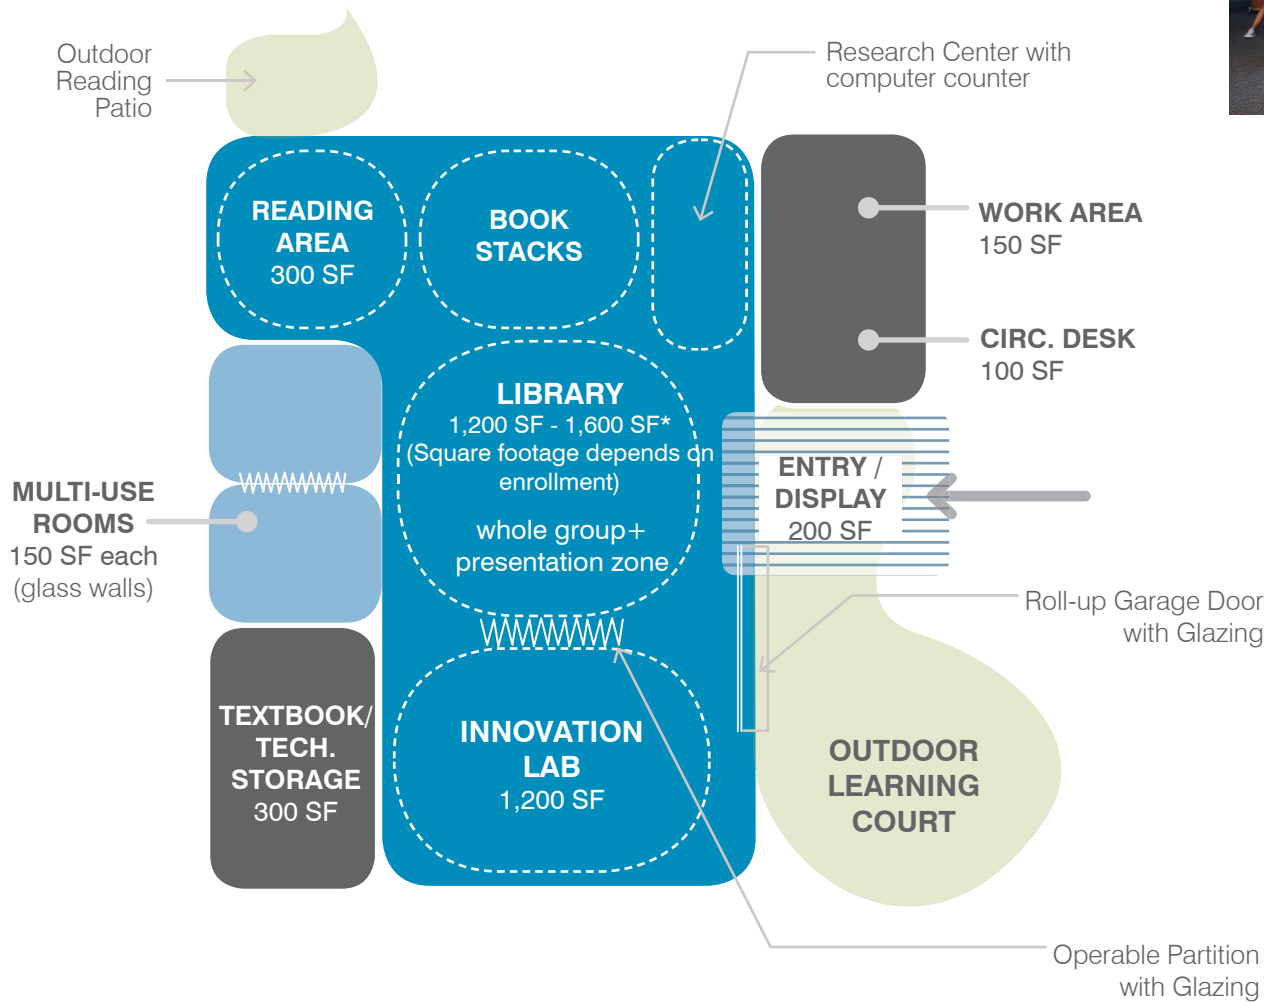 Outdoor
Reading
Patio
Research Center with
computer counter
READING
AREA
300 SF
BOOK
STACKS
WORK AREA
150 SF
CIRC. DESK
100 SF
LIBRARY
1,200 SF - 1,600 SF*
(Square footage depends on
enrollment)
whole group+
presentation zone
ENTRY /
DISPLAY
200 SF
MULTI-USE
ROOMS
150 SF each
(glass walls)
Roll-up Garage Door
with Glazing
TEXTBOOK/
TECH.
STORAGE
300 SF
INNOVATION
LAB
1,200 SF
OUTDOOR
LEARNING
COURT
Operable Partition
with Glazing